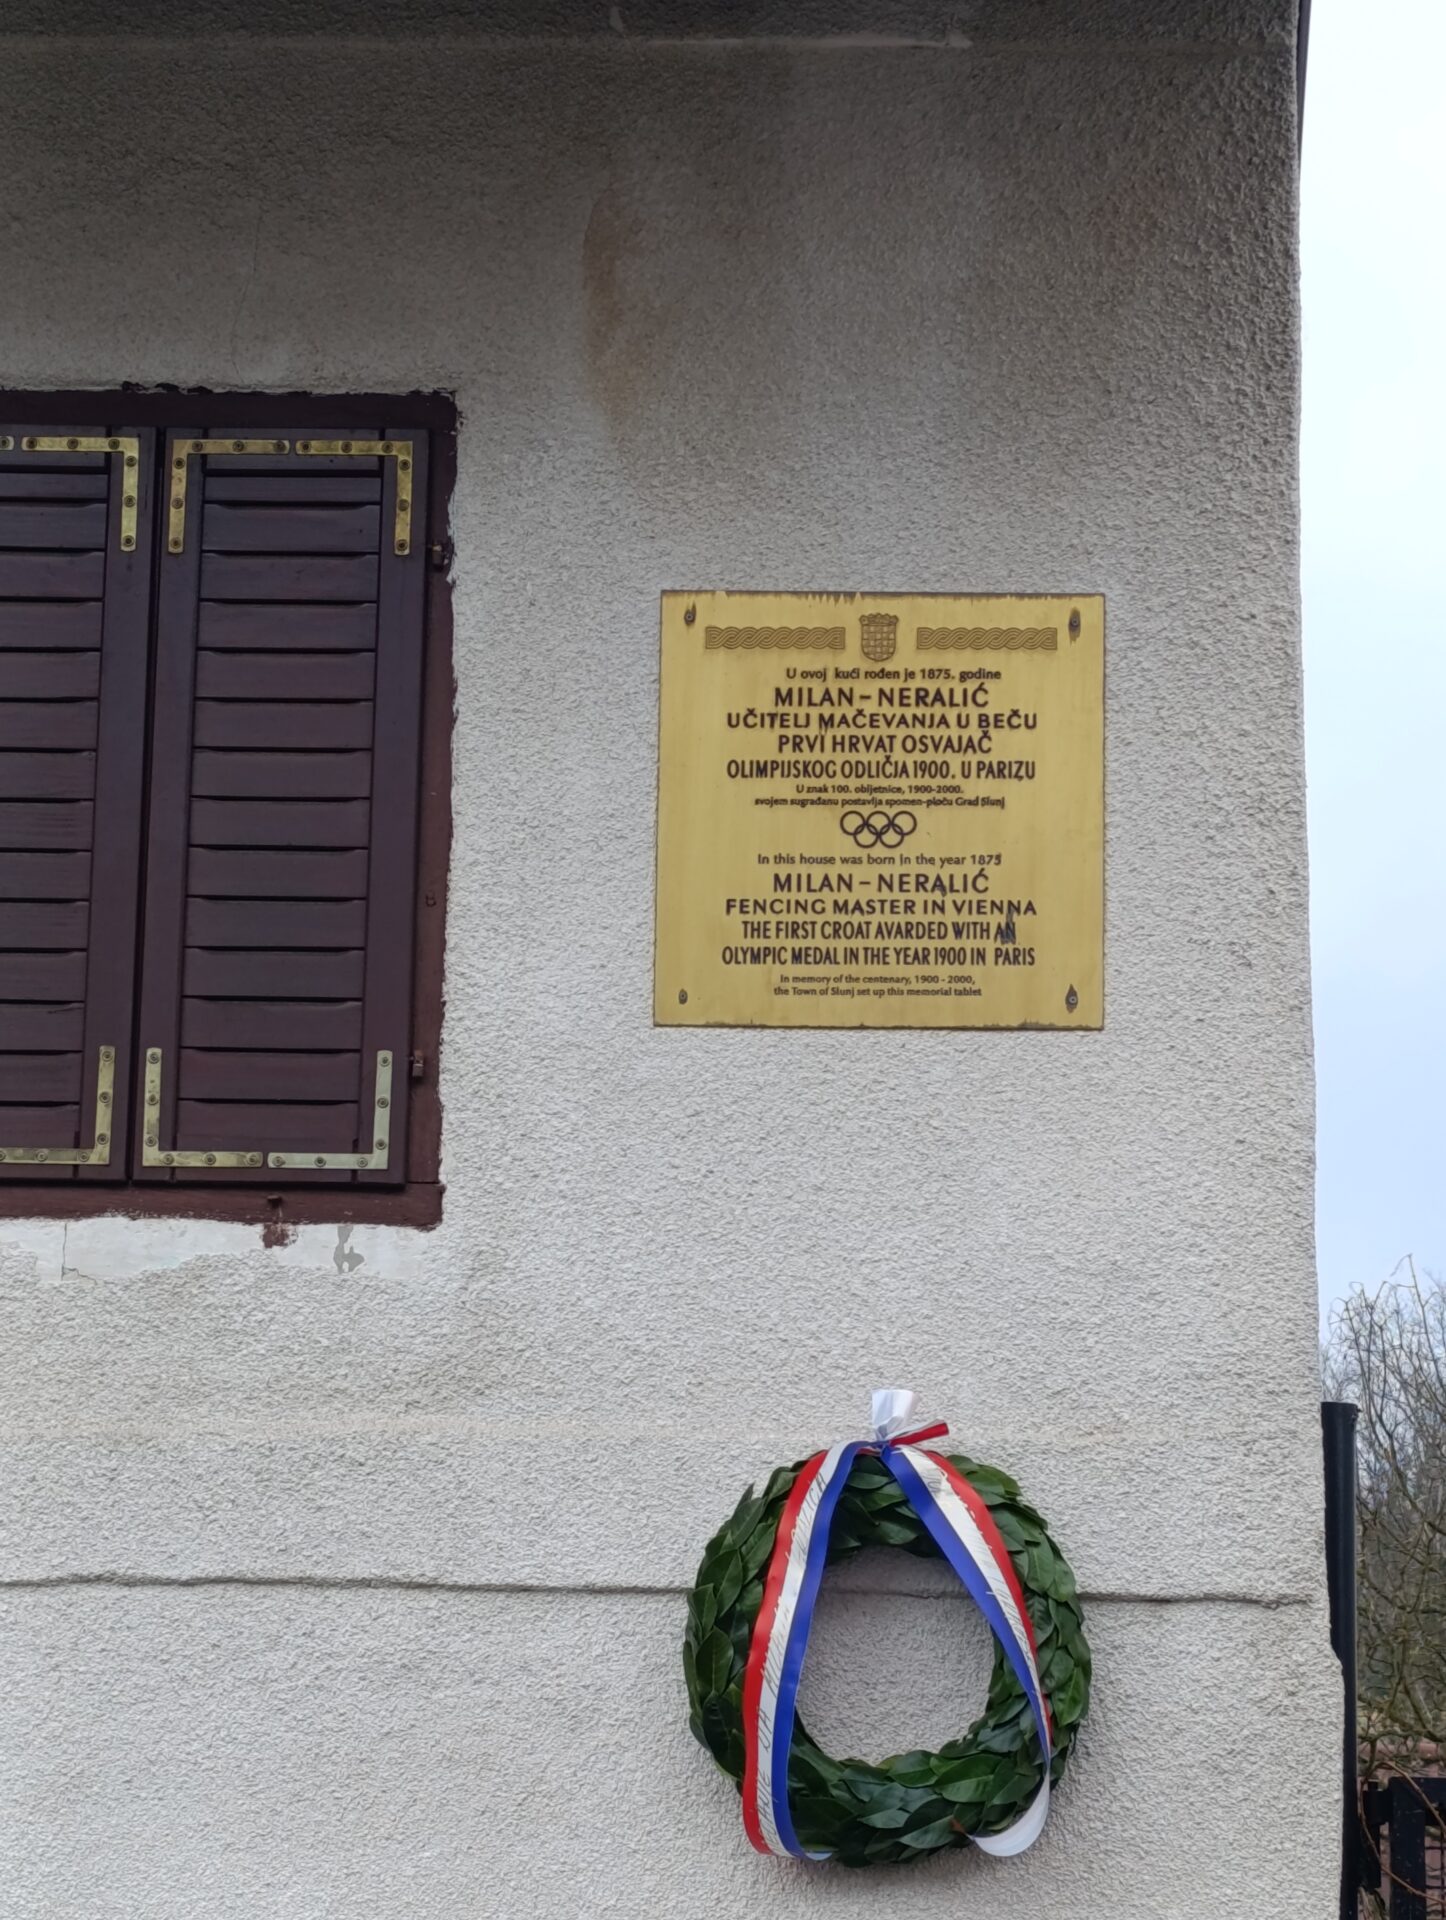 U ovoj kući rođen je 1875. godine
MILAN–NERALIĆ
UČITELJ MAČEVANJA U BEČU
PRVI HRVAT OSVAJAČ
OLIMPIJSKOG ODLIČJA 1900. U PARIZU
U znak 100. obljetnice, 1900-2000.
svojem sugrađanu postavlja spomen-ploču Grad Slunj
In this house was born in the year 1875
MILAN–NERALIĆ
FENCING MASTER IN VIENNA
THE FIRST CROAT AVARDED WITH AN
OLYMPIC MEDAL IN THE YEAR 1900 IN PARIS
In memory of the centenary, 1900 - 2000,
the Town of Slunj set up this memorial tablet